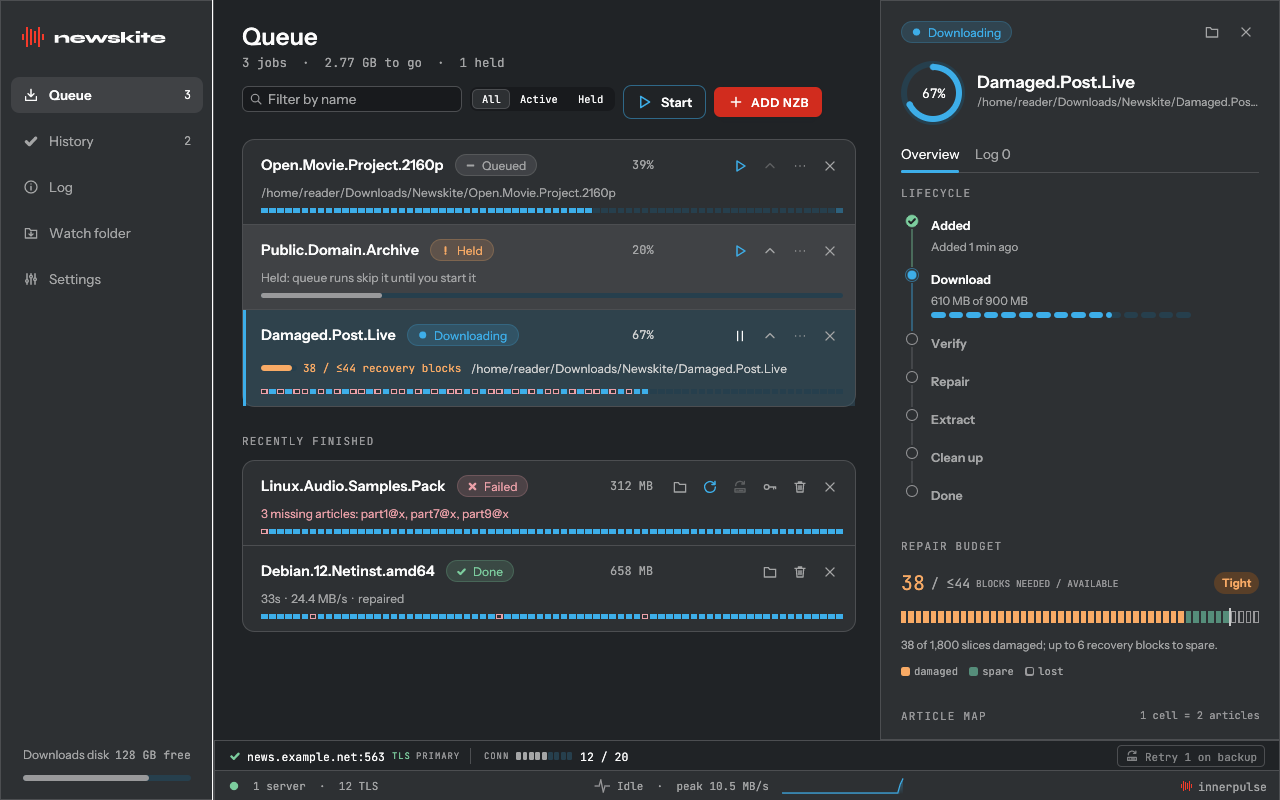 newskite
Queue 3
History 2
Log
Watch folder
Settings
Downloads disk 128 GB free
Queue
3 jobs · 2.77 GB to go · 1 held
Filter by name All Active Held Start ADD NZB
Open.Movie.Project.2160p Queued 39%
/home/reader/Downloads/Newskite/Open.Movie.Project.2160p
Public.Domain.Archive Held 20%
Held: queue runs skip it until you start it
Damaged.Post.Live Downloading 67%
38 / ≤44 recovery blocks /home/reader/Downloads/Newskite/Damaged.Post.Live
RECENTLY FINISHED
Linux.Audio.Samples.Pack Failed 312 MB
3 missing articles: part1@x, part7@x, part9@x
Debian.12.Netinst.amd64 Done 658 MB
33s · 24.4 MB/s · repaired
Downloading
67%
Damaged.Post.Live
/home/reader/Downloads/Newskite/Damaged.Pos...
Overview Log 0
LIFECYCLE
Added
Added 1 min ago
Download
610 MB of 900 MB
Verify
Repair
Extract
Clean up
Done
REPAIR BUDGET
38 / ≤44 BLOCKS NEEDED / AVAILABLE Tight
38 of 1,800 slices damaged; up to 6 recovery blocks to spare.
damaged spare lost
ARTICLE MAP 1 cell = 2 articles
news.example.net:563 TLS PRIMARY CONN 12 / 20 Retry 1 on backup
1 server · 12 TLS Idle · peak 10.5 MB/s innerpulse